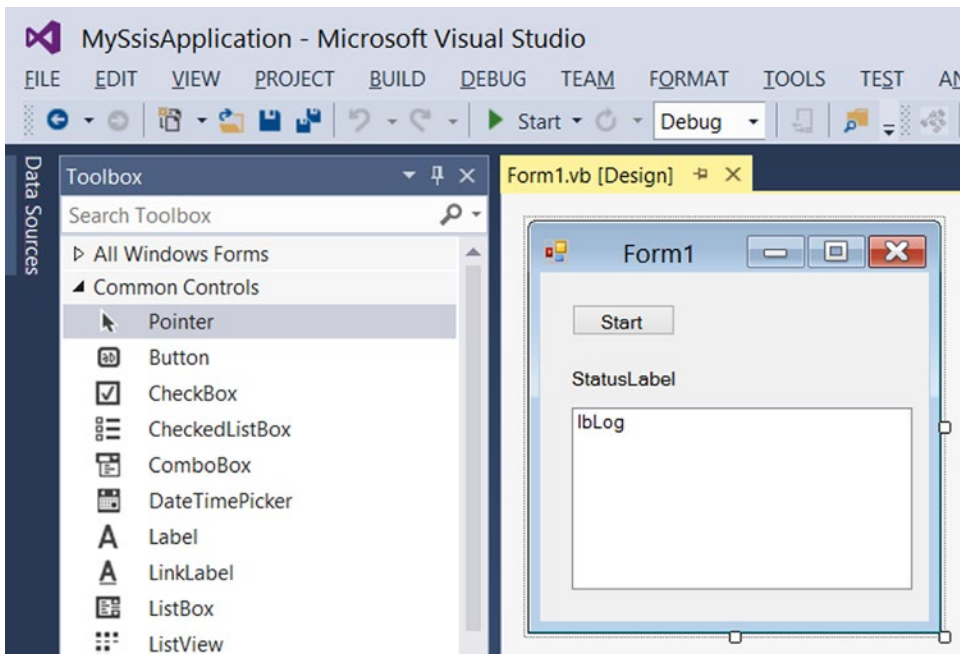 MySsisApplication - Microsoft Visual Studio
FILE EDIT VIEW PROJECT BUILD DEBUG TEAM FORMAT TOOLS TEST AN
Start Debug
Data Sources
Toolbox
Search Toolbox
All Windows Forms
Common Controls
Pointer
Button
CheckBox
CheckedListBox
ComboBox
DateTimePicker
Label
LinkLabel
ListBox
ListView
Form1.vb [Design]
Form1
Start
StatusLabel
lbLog